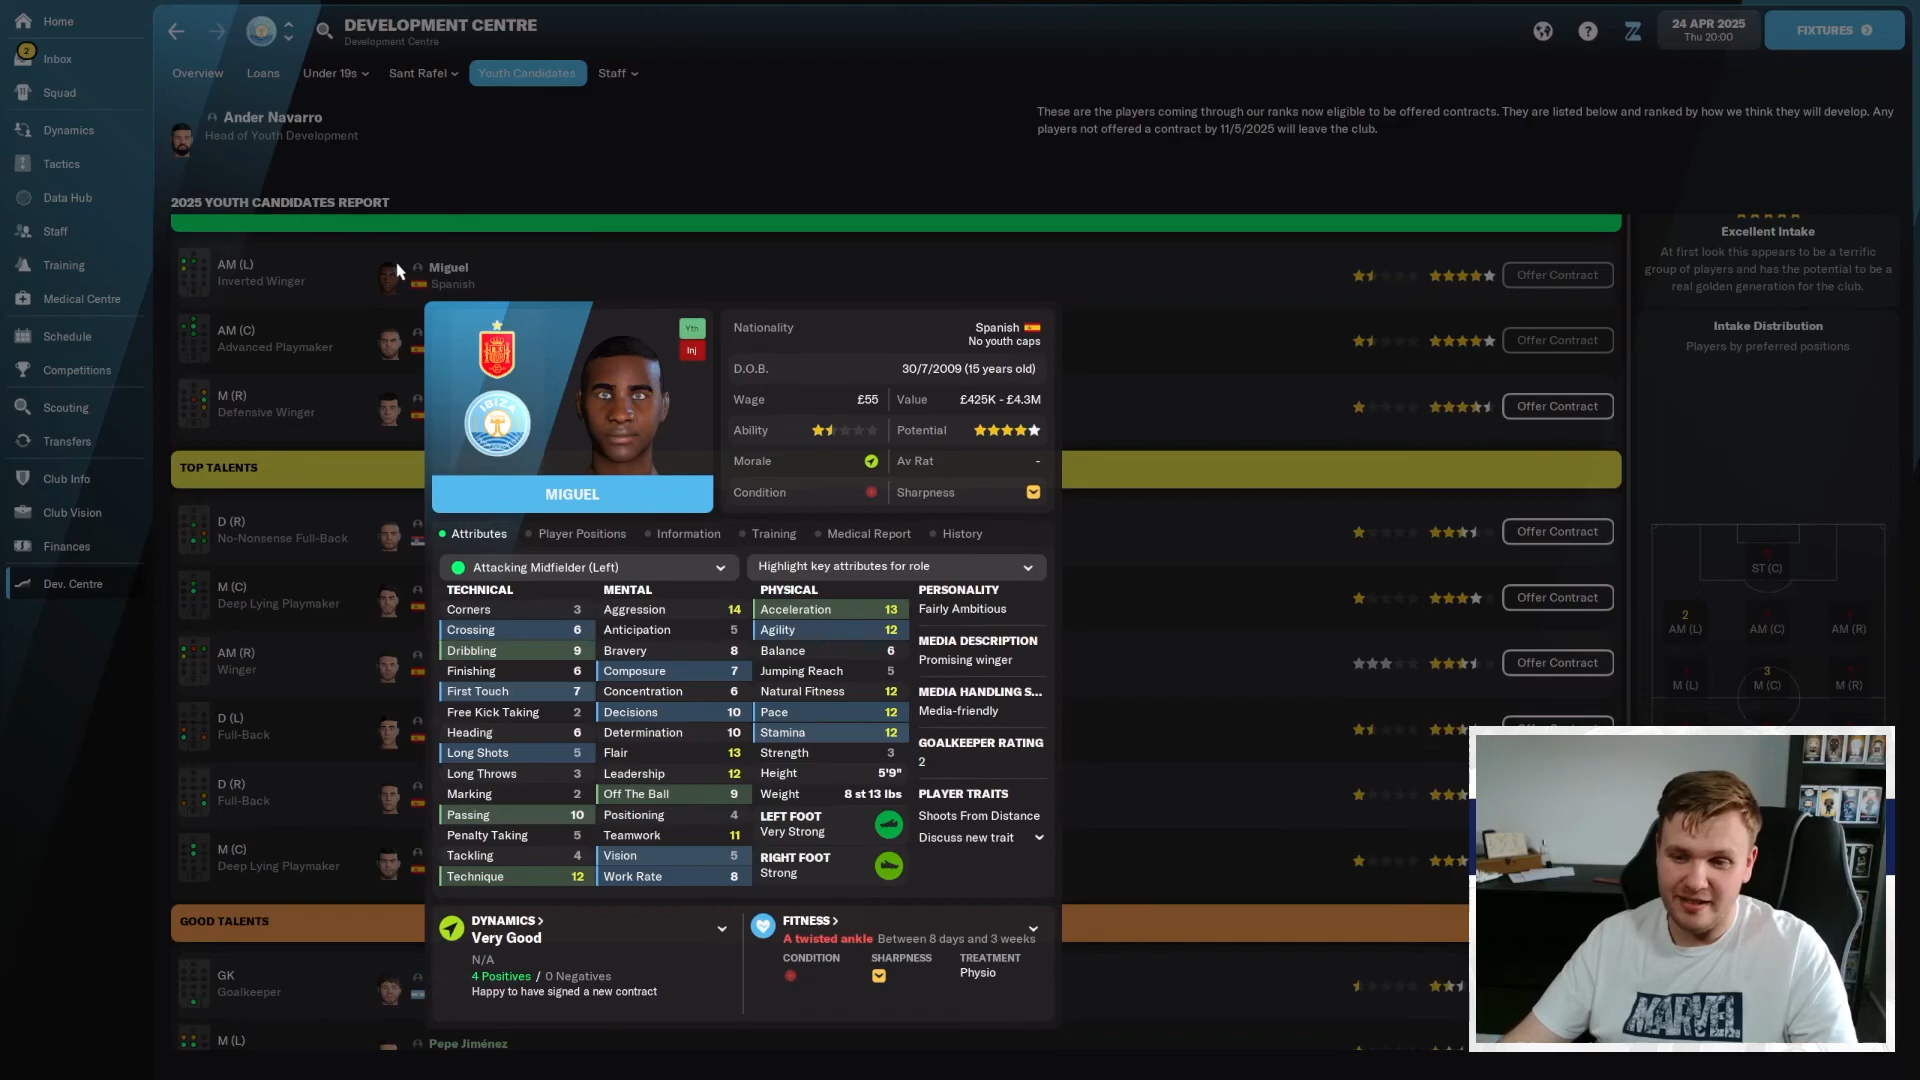 Home
DEVELOPMENT CENTRE
Development Centre
24 APR 2025
Thu 20:00
FIXTURES
2
Inbox
Squad
Dynamics
Tactics
Data Hub
Staff
Training
Medical Centre
Schedule
Competitions
Scouting
Transfers
Club Info
Club Vision
Finances
Dev. Centre
Overview
Loans
Under 19s
Sant Rafel
Youth Candidates
Staff
Ander Navarro
Head of Youth Development
These are the players coming through our ranks now eligible to be offered contracts. They are listed below and ranked by how we think they will develop. Any
players not offered a contract by 11/5/2025 will leave the club.
2025 YOUTH CANDIDATES REPORT
AM (L)
Inverted Winger
Miguel
Spanish
Offer Contract
AM (C)
Advanced Playmaker
Offer Contract
M (R)
Defensive Winger
Offer Contract
TOP TALENTS
D (R)
No-Nonsense Full-Back
Offer Contract
M (C)
Deep Lying Playmaker
Offer Contract
AM (R)
Winger
Offer Contract
D (L)
Full-Back
D (R)
Full-Back
M (C)
Deep Lying Playmaker
GOOD TALENTS
GK
Goalkeeper
M (L)
Pepe Jiménez
Excellent Intake
At first look this appears to be a terrific
group of players and has the potential to be a
real golden generation for the club.
Intake Distribution
Players by preferred positions
ST (C)
2
AM (L)
AM (C)
AM (R)
M (L)
3
M (C)
M (R)
Yth
Inj
IBIZA
MIGUEL
Nationality
Spanish
No youth caps
D.O.B.
30/7/2009 (15 years old)
Wage
£55
Value
£425K - £4.3M
Ability
Potential
Morale
Av Rat
-
Condition
Sharpness
Attributes
Player Positions
Information
Training
Medical Report
History
Attacking Midfielder (Left)
Highlight key attributes for role
TECHNICAL
Corners 3
Crossing 6
Dribbling 9
Finishing 6
First Touch 7
Free Kick Taking 2
Heading 6
Long Shots 5
Long Throws 3
Marking 2
Passing 10
Penalty Taking 5
Tackling 4
Technique 12
MENTAL
Aggression 14
Anticipation 5
Bravery 8
Composure 7
Concentration 6
Decisions 10
Determination 10
Flair 13
Leadership 12
Off The Ball 9
Positioning 4
Teamwork 11
Vision 5
Work Rate 8
PHYSICAL
Acceleration 13
Agility 12
Balance 6
Jumping Reach 5
Natural Fitness 12
Pace 12
Stamina 12
Strength 3
Height 5'9"
Weight 8 st 13 lbs
LEFT FOOT
Very Strong
RIGHT FOOT
Strong
PERSONALITY
Fairly Ambitious
MEDIA DESCRIPTION
Promising winger
MEDIA HANDLING S...
Media-friendly
GOALKEEPER RATING
2
PLAYER TRAITS
Shoots From Distance
Discuss new trait
DYNAMICS>
Very Good
N/A
4 Positives / 0 Negatives
Happy to have signed a new contract
FITNESS>
A twisted ankle Between 8 days and 3 weeks
CONDITION
SHARPNESS
TREATMENT
Physio
MARVEL